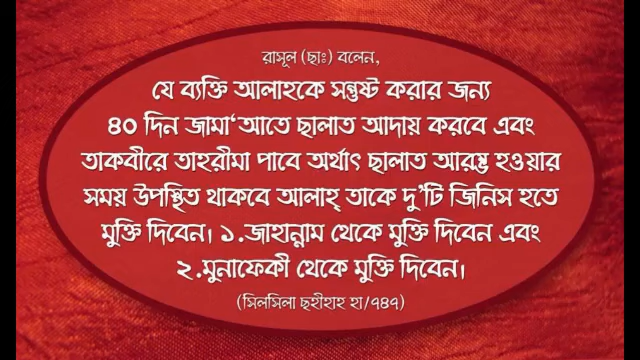 রাসূল (ছাঃ) বলেন,
যে ব্যক্তি আলাহকে সন্তুষ্ট করার জন্য
৪০ দিন জামা‘আতে ছালাত আদায় করবে এবং
তাকবীরে তাহরীমা পাবে অর্থাৎ ছালাত আরম্ভ হওয়ার
সময় উপস্থিত থাকবে আলাহ্ তাকে দু’টি জিনিস হতে
মুক্তি দিবেন। ১.জাহান্নাম থেকে মুক্তি দিবেন এবং
২.মুনাফেকী থেকে মুক্তি দিবেন।
(সিলসিলা ছহীহাহ হা/৭৪৭)